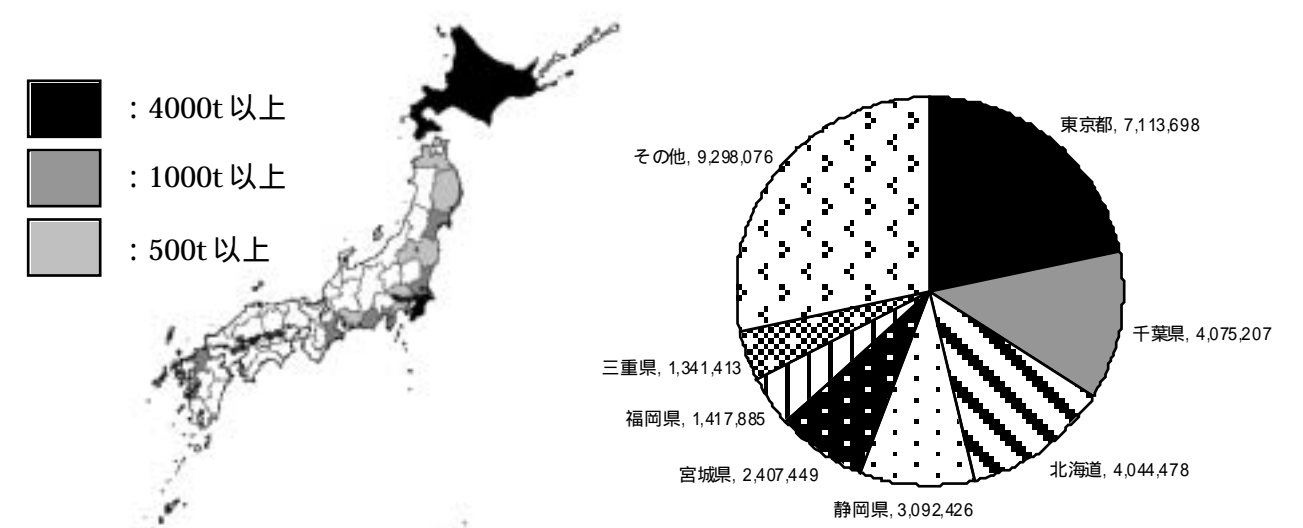 : 4000t 以上
: 1000t 以上
: 500t 以上
東京都, 7,113,698
千葉県, 4,075,207
北海道, 4,044,478
静岡県, 3,092,426
宮城県, 2,407,449
福岡県, 1,417,885
三重県, 1,341,413
その他, 9,298,076